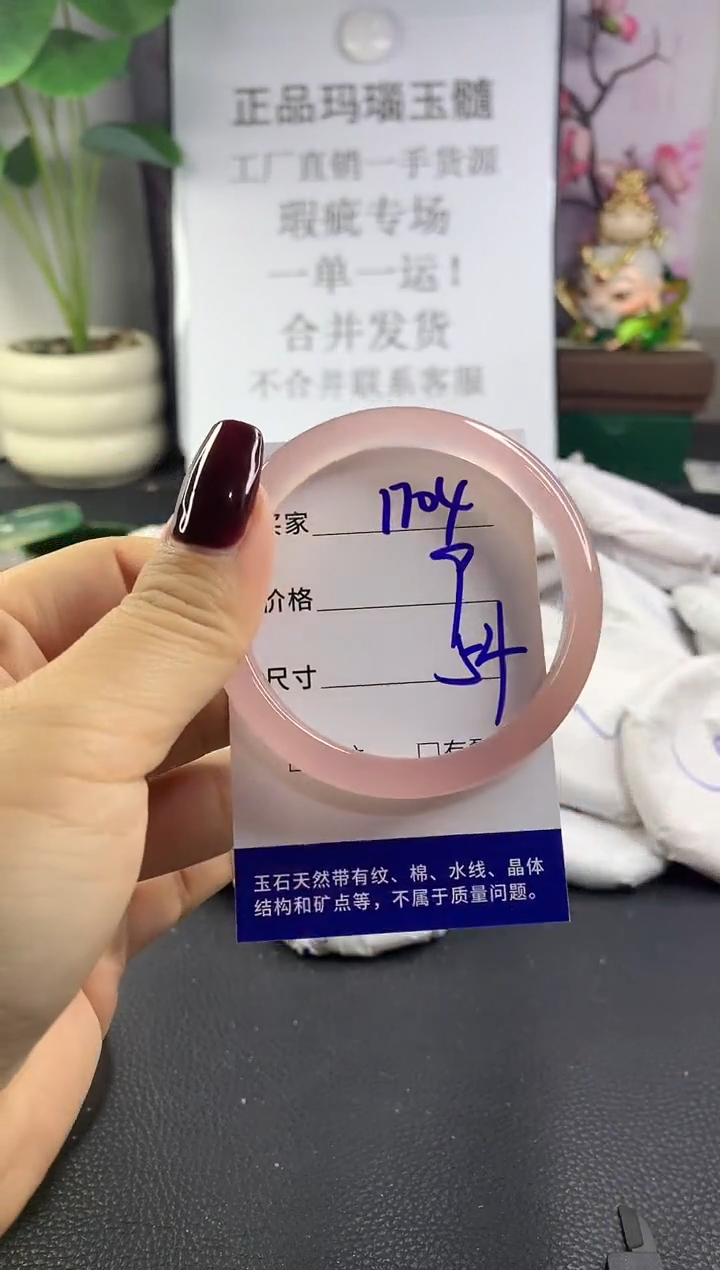 正品玛瑙玉髓
工厂直销一手货源
瑕疵专场
一单一运!
合并发货
不合并联系客服
买家 1704
价格
尺寸 54
玉石天然带有纹、棉、水线、晶体
结构和矿点等，不属于质量问题。